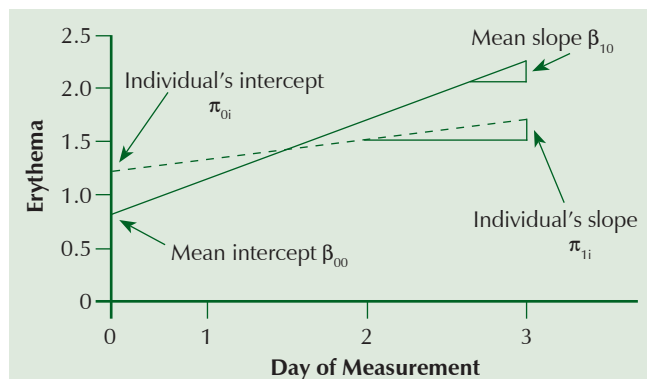 2.5
Mean slope β₁₀
2.0
Individual's intercept
π₀ᵢ
1.5
1.0
Erythema
0.5
Individual's slope
π₁ᵢ
Mean intercept β₀₀
0
0 1 2 3
Day of Measurement